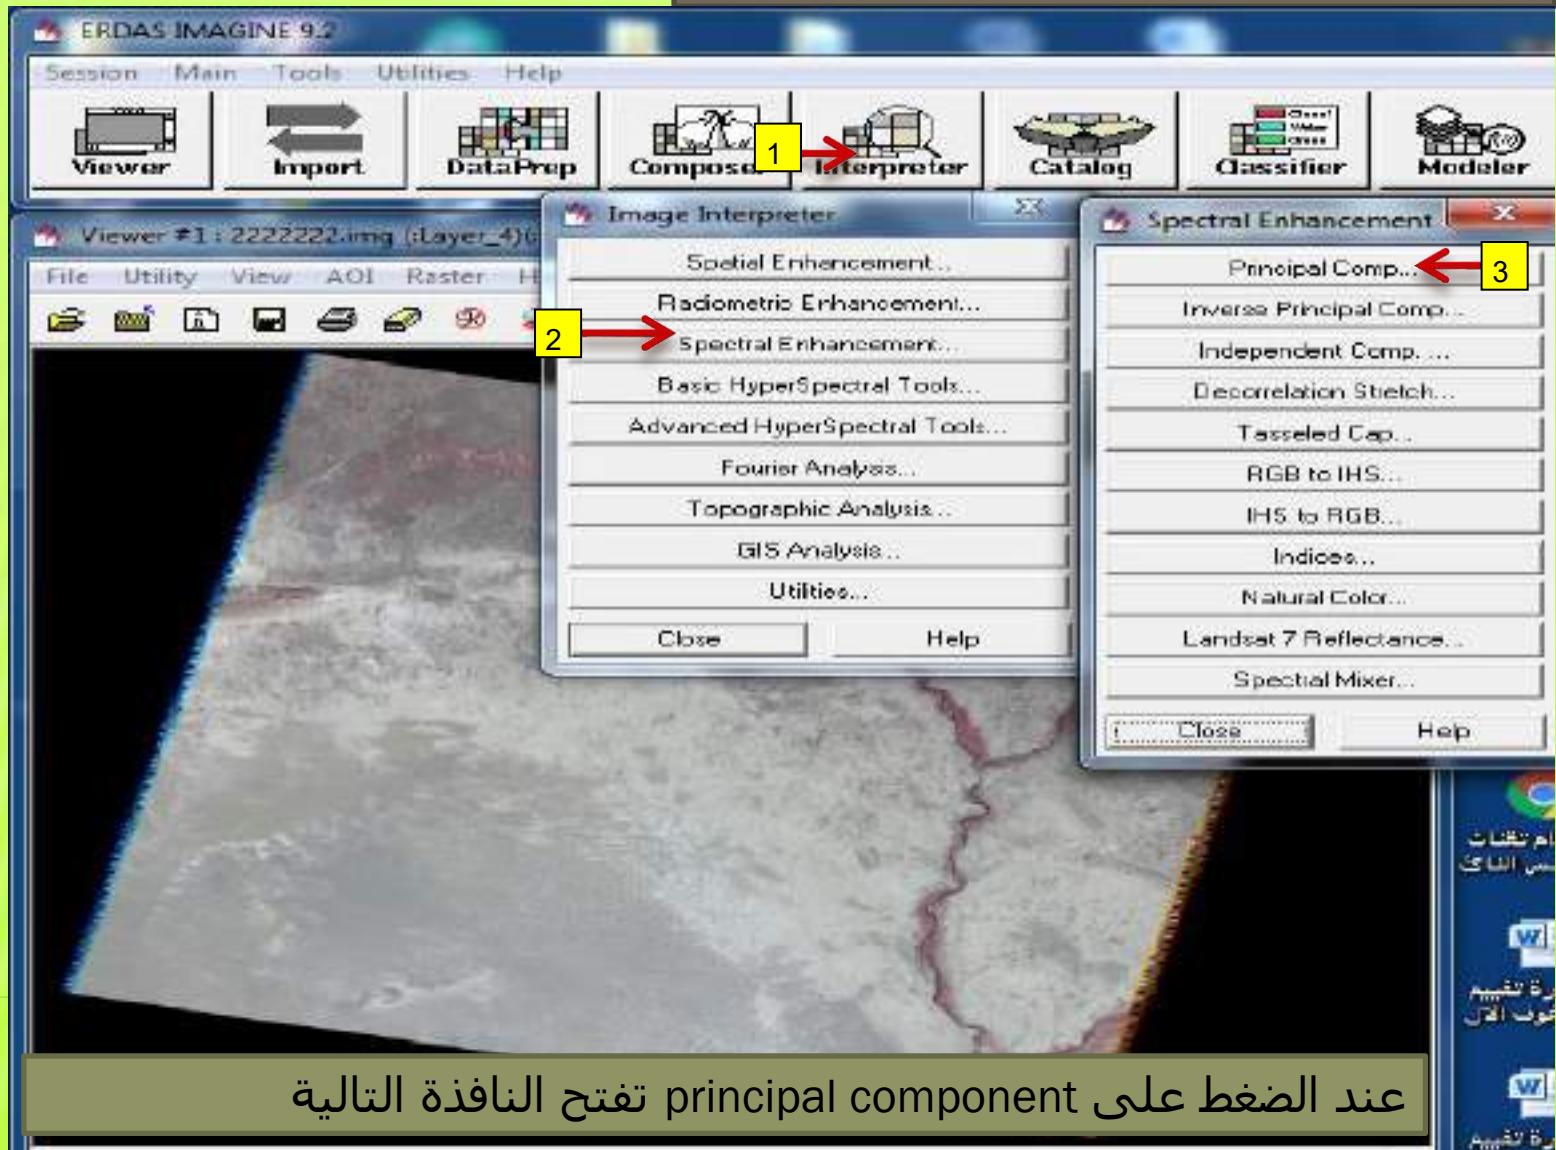 ERDAS IMAGINE 9.2
Session Main Tools Utilities Help
Viewer Import DataPrep Composer Interpreter Catalog Classifier Modeler
1
Image Interpreter
Spatial Enhancement...
Radiometric Enhancement...
2
Spectral Enhancement...
Basic HyperSpectral Tools...
Advanced HyperSpectral Tools...
Fourier Analysis...
Topographic Analysis...
GIS Analysis...
Utilities...
Close Help
Spectral Enhancement
Principal Comp...
3
Inverse Principal Comp...
Independent Comp. ...
Decorrelation Stretch...
Tasseled Cap...
RGB to IHS...
IHS to RGB...
Indices...
Natural Color...
Landsat 7 Reflectance...
Spectral Mixer...
Close Help
Viewer #1 : 2222222.img (:Layer_4)(
File Utility View AOI Raster H
عند الضغط على principal component تفتح النافذة التالية